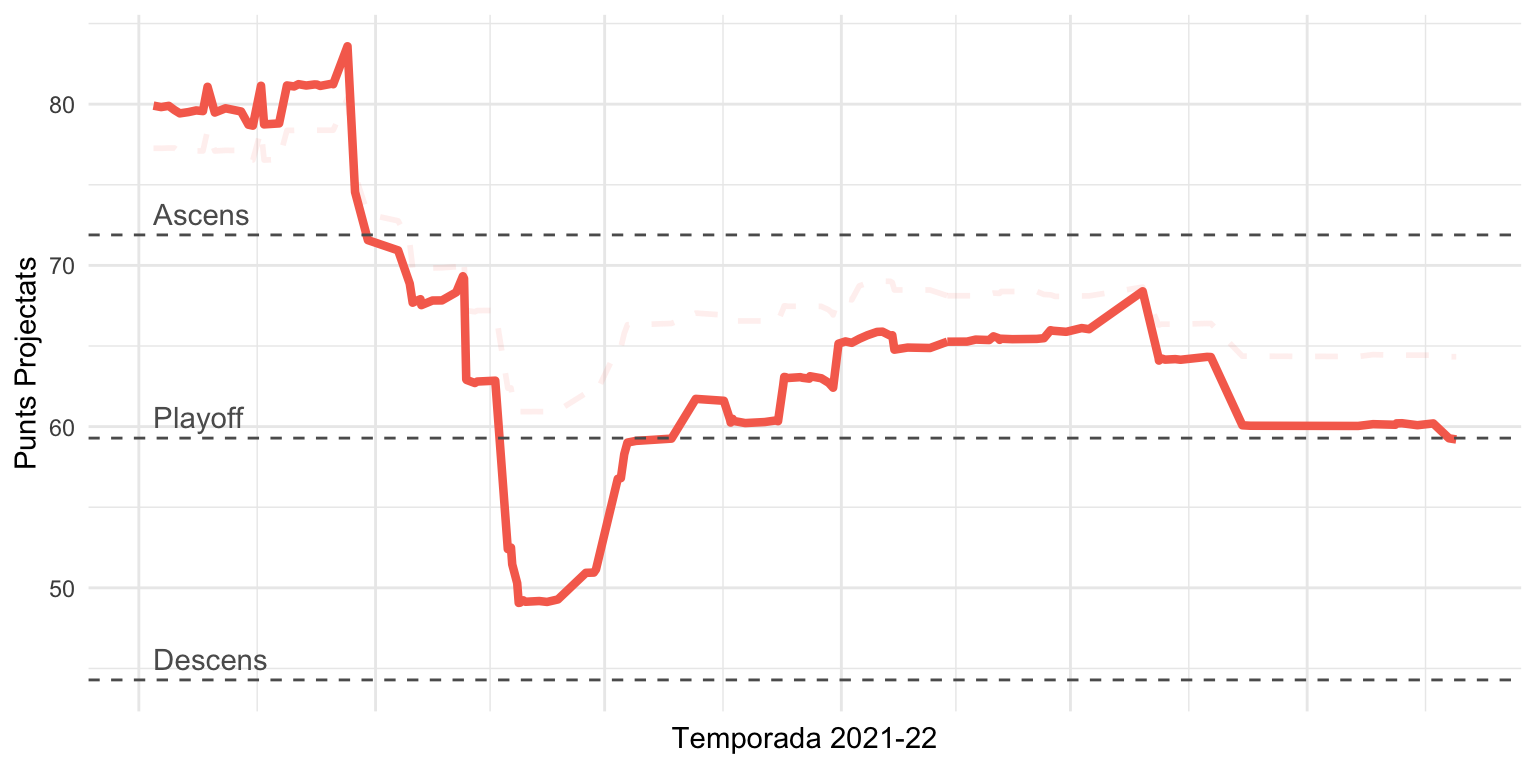 Punts Projectats
80
70
60
50
Ascens
Playoff
Descens
Temporada 2021-22